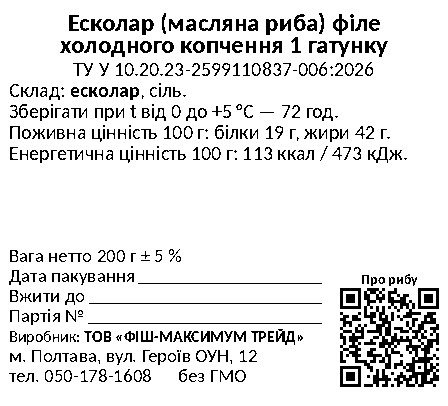 Есколар (масляна риба) філе
холодного копчення 1 гатунку
ТУ У 10.20.23-2599110837-006:2026
Склад: есколар, сіль.
Зберігати при t від 0 до +5 °С — 72 год.
Поживна цінність 100 г: білки 19 г, жири 42 г.
Енергетична цінність 100 г: 113 ккал / 473 кДж.
Вага нетто 200 г ± 5 %
Дата пакування
Вжити до
Партія №
Про рибу
Виробник: ТОВ «ФІШ-МАКСИМУМ ТРЕЙД»
м. Полтава, вул. Героїв ОУН, 12
тел. 050-178-1608 без ГМО